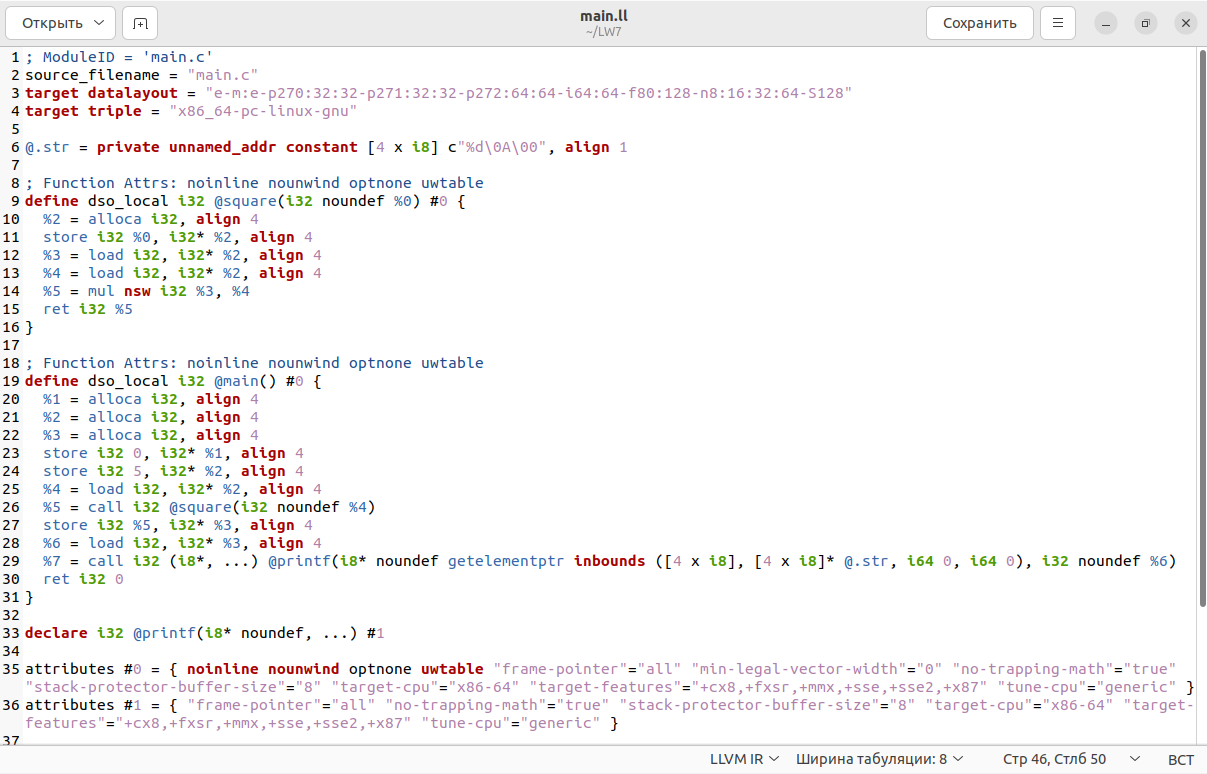 Открыть
main.ll
~/LW7
Сохранить
1 ; ModuleID = 'main.c'
2 source_filename = "main.c"
3 target datalayout = "e-m:e-p270:32:32-p271:32:32-p272:64:64-i64:64-f80:128-n8:16:32:64-S128"
4 target triple = "x86_64-pc-linux-gnu"
5
6 @.str = private unnamed_addr constant [4 x i8] c"%d\0A\00", align 1
7
8 ; Function Attrs: noinline nounwind optnone uwtable
9 define dso_local i32 @square(i32 noundef %0) #0 {
10   %2 = alloca i32, align 4
11   store i32 %0, i32* %2, align 4
12   %3 = load i32, i32* %2, align 4
13   %4 = load i32, i32* %2, align 4
14   %5 = mul nsw i32 %3, %4
15   ret i32 %5
16 }
17
18 ; Function Attrs: noinline nounwind optnone uwtable
19 define dso_local i32 @main() #0 {
20   %1 = alloca i32, align 4
21   %2 = alloca i32, align 4
22   %3 = alloca i32, align 4
23   store i32 0, i32* %1, align 4
24   store i32 5, i32* %2, align 4
25   %4 = load i32, i32* %2, align 4
26   %5 = call i32 @square(i32 noundef %4)
27   store i32 %5, i32* %3, align 4
28   %6 = load i32, i32* %3, align 4
29   %7 = call i32 (i8*, ...) @printf(i8* noundef getelementptr inbounds ([4 x i8], [4 x i8]* @.str, i64 0, i64 0), i32 noundef %6)
30   ret i32 0
31 }
32
33 declare i32 @printf(i8* noundef, ...) #1
34
35 attributes #0 = { noinline nounwind optnone uwtable "frame-pointer"="all" "min-legal-vector-width"="0" "no-trapping-math"="true"
"stack-protector-buffer-size"="8" "target-cpu"="x86-64" "target-features"="+cx8,+fxsr,+mmx,+sse,+sse2,+x87" "tune-cpu"="generic" }
36 attributes #1 = { "frame-pointer"="all" "no-trapping-math"="true" "stack-protector-buffer-size"="8" "target-cpu"="x86-64" "target-
features"="+cx8,+fxsr,+mmx,+sse,+sse2,+x87" "tune-cpu"="generic" }
37
LLVM IR Ширина табуляции: 8 Стр 46, Стлб 50 ВСТ